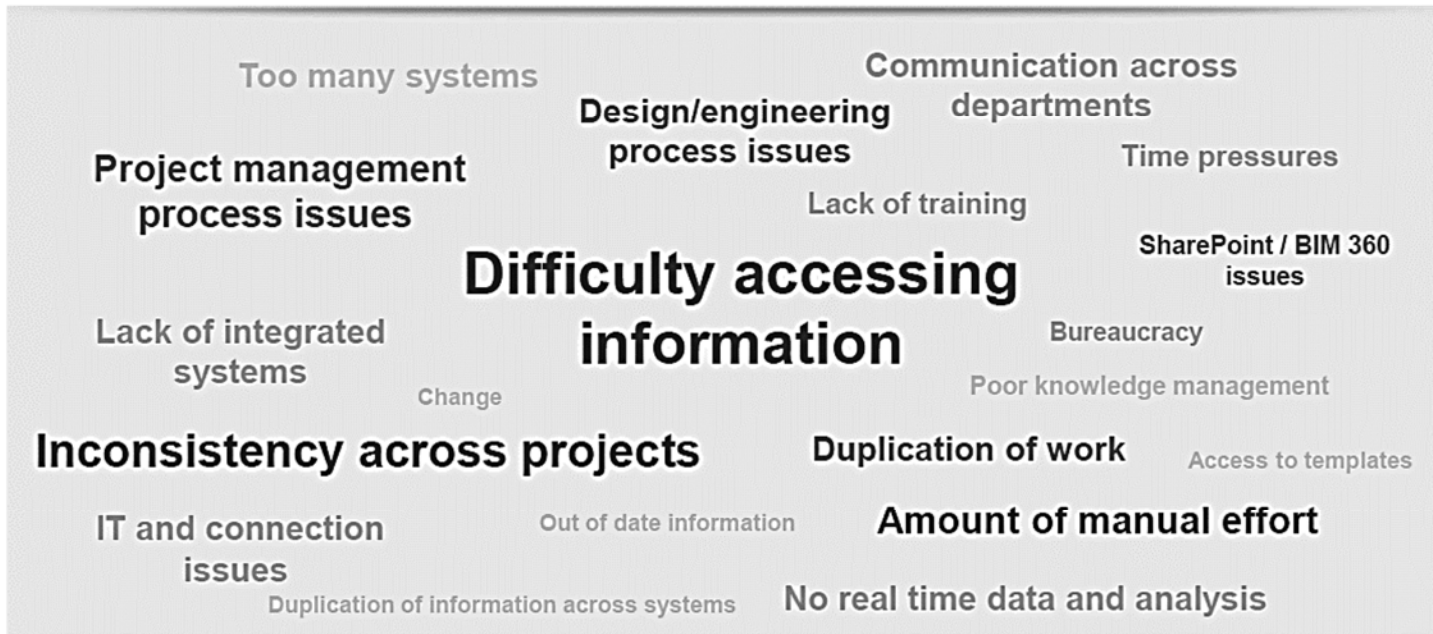 Too many systems
Communication across
departments
Design/engineering
process issues
Project management
process issues
Time pressures
Lack of training
SharePoint / BIM 360
issues
Difficulty accessing
information
Lack of integrated
systems
Bureaucracy
Change
Poor knowledge management
Inconsistency across projects
Duplication of work
Access to templates
IT and connection
issues
Out of date information
Amount of manual effort
Duplication of information across systems
No real time data and analysis